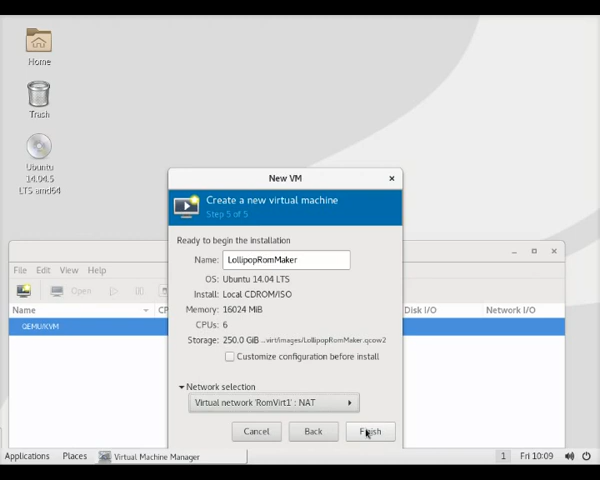 Home
Trash
Ubuntu
14.04.5
LTS amd64
New VM
Create a new virtual machine
Step 5 of 5
Ready to begin the installation
Name: LollipopRomMaker
OS: Ubuntu 14.04 LTS
Install: Local CDROM/ISO
Memory: 16024 MiB
CPUs: 6
Storage: 250.0 GiB ...virt/images/LollipopRomMaker.qcow2
Customize configuration before install
Network selection
Virtual network 'RomVirt1' : NAT
Cancel Back Finish
File Edit View Help
Open
Name CP Disk I/O Network I/O
QEMU/KVM
Applications Places Virtual Machine Manager 1 Fri 10:09